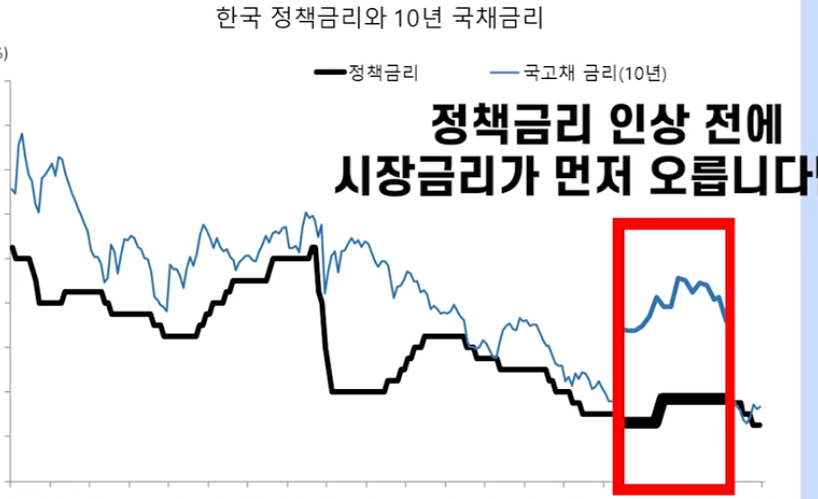 한국 정책금리와 10년 국채금리
%)
정책금리
국고채 금리(10년)
정책금리 인상 전에
시장금리가 먼저 오릅니다